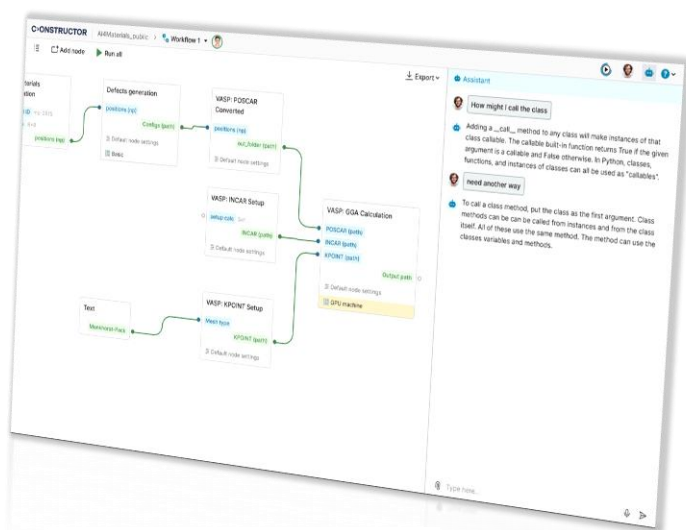 CONSTRUCTOR
AI4Materials_public > Workflow 1
Add node
Run all
Export
positions (np)
Defects generation
positions (np)
Configs (path)
Default node settings
Basic
VASP: POSCAR
Converted
positions (np)
out_folder (path)
Default node settings
VASP: INCAR Setup
setup calc
INCAR (path)
Default node settings
VASP: GGA Calculation
POSCAR (path)
INCAR (path)
KPOINT (path)
Output path
Default node settings
GPU machine
Text
VASP: KPOINT Setup
Mesh type
KPOINT (path)
Default node settings
Assistant
How might I call the class
Adding a __call__ method to any class will make instances of that
class callable. The callable built-in function returns True if the given
argument is a callable and False otherwise. In Python, classes,
functions, and instances of classes can all be used as "callables".
need another way
To call a class method, put the class as the first argument. Class
methods can be can be called from instances and from the class
itself. All of these use the same method. The method can use the
classes variables and methods.
Type here...